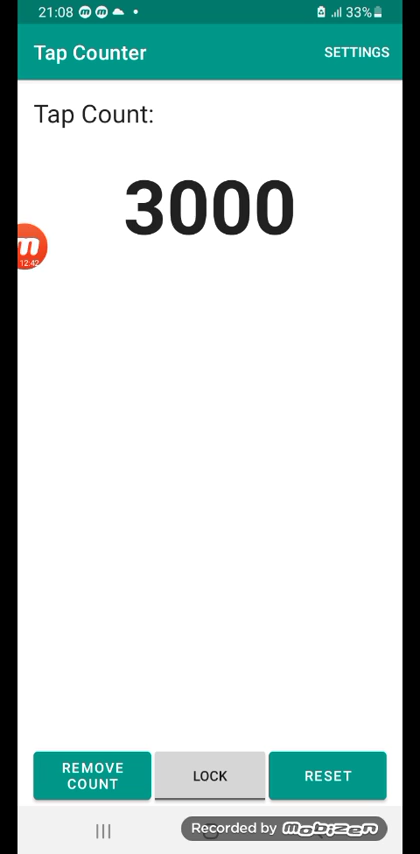 21:08 m m 33%
Tap Counter
SETTINGS
Tap Count:
3000
m
12:42
REMOVE
COUNT
LOCK
RESET
Recorded by mobizen